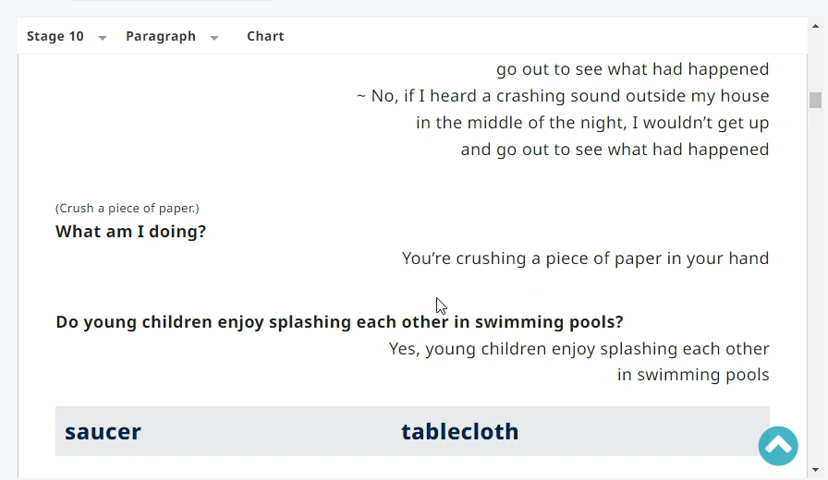 Stage 10 Paragraph Chart
go out to see what had happened
~ No, if I heard a crashing sound outside my house
in the middle of the night, I wouldn’t get up
and go out to see what had happened
(Crush a piece of paper.)
What am I doing?
You’re crushing a piece of paper in your hand
Do young children enjoy splashing each other in swimming pools?
Yes, young children enjoy splashing each other
in swimming pools
saucer tablecloth